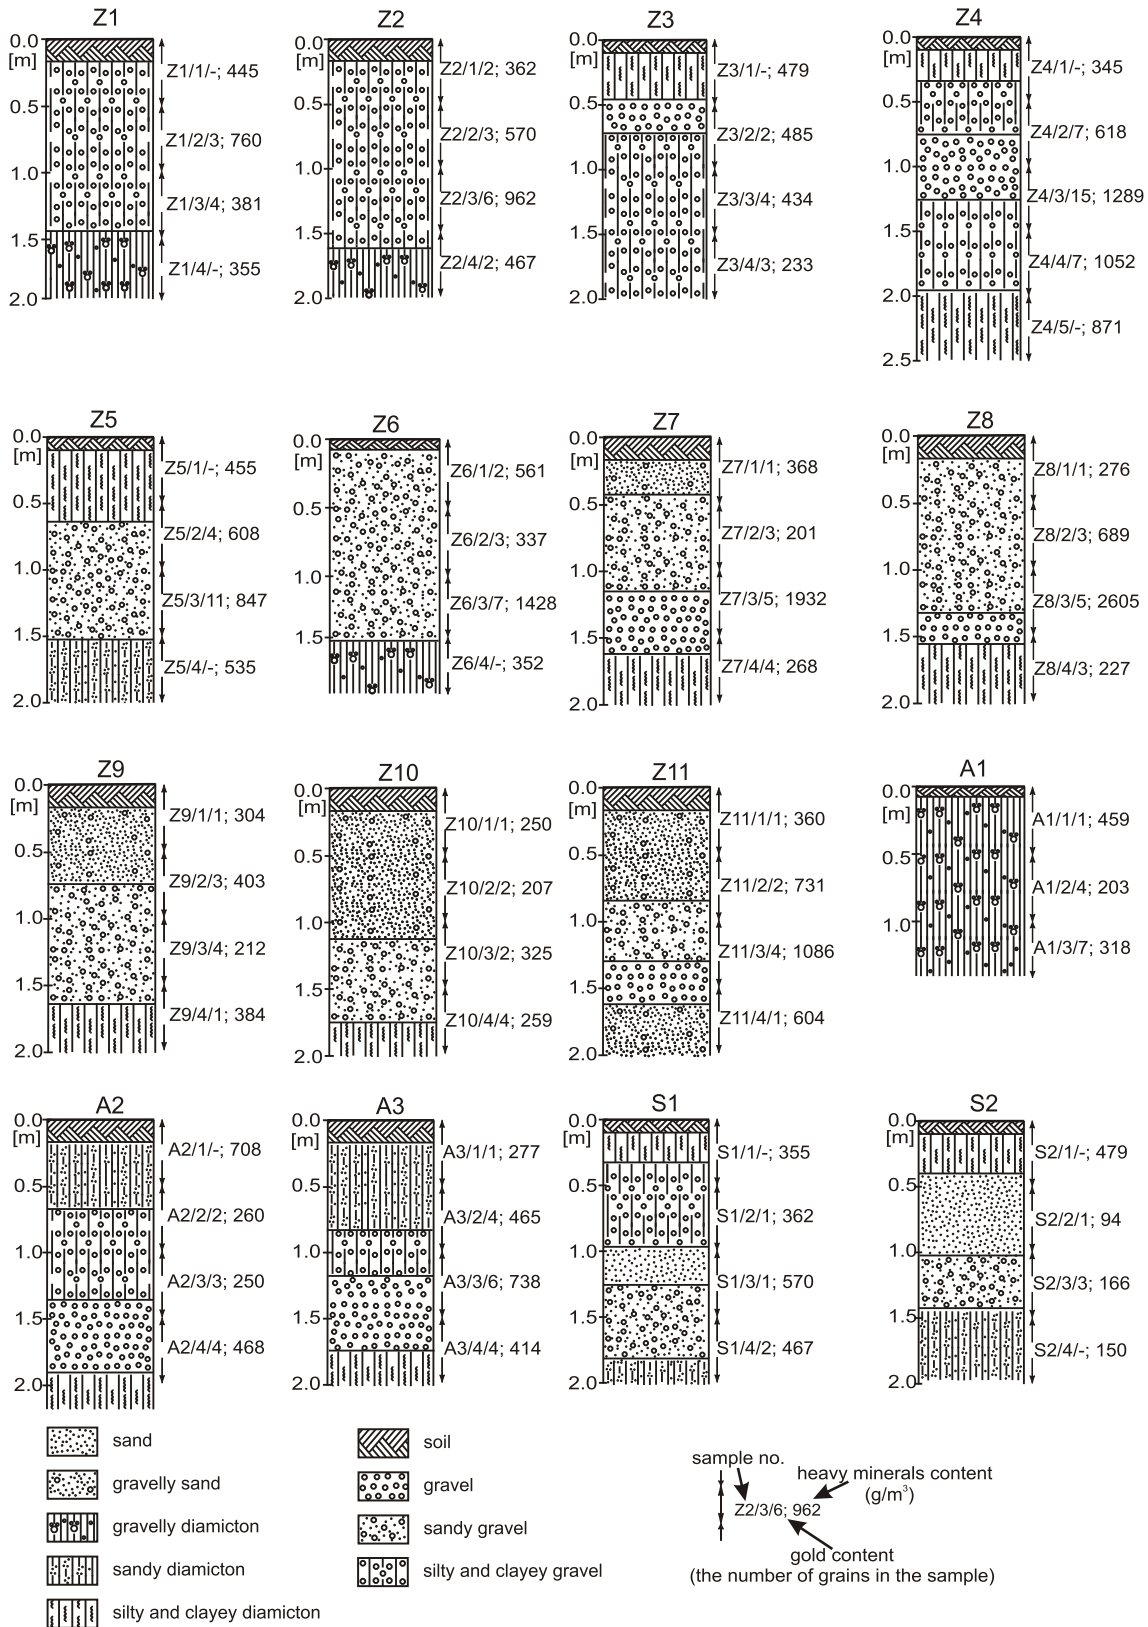 Z1
0.0
[m]
0.5
1.0
1.5
2.0
Z1/1/-; 445
Z1/2/3; 760
Z1/3/4; 381
Z1/4/-; 355
Z2
0.0
[m]
0.5
1.0
1.5
2.0
Z2/1/2; 362
Z2/2/3; 570
Z2/3/6; 962
Z2/4/2; 467
Z3
0.0
[m]
0.5
1.0
1.5
2.0
Z3/1/-; 479
Z3/2/2; 485
Z3/3/4; 434
Z3/4/3; 233
Z4
0.0
[m]
0.5
1.0
1.5
2.0
2.5
Z4/1/-; 345
Z4/2/7; 618
Z4/3/15; 1289
Z4/4/7; 1052
Z4/5/-; 871
Z5
0.0
[m]
0.5
1.0
1.5
2.0
Z5/1/-; 455
Z5/2/4; 608
Z5/3/11; 847
Z5/4/-; 535
Z6
0.0
[m]
0.5
1.0
1.5
Z6/1/2; 561
Z6/2/3; 337
Z6/3/7; 1428
Z6/4/-; 352
Z7
0.0
[m]
0.5
1.0
1.5
2.0
Z7/1/1; 368
Z7/2/3; 201
Z7/3/5; 1932
Z7/4/4; 268
Z8
0.0
[m]
0.5
1.0
1.5
2.0
Z8/1/1; 276
Z8/2/3; 689
Z8/3/5; 2605
Z8/4/3; 227
Z9
0.0
[m]
0.5
1.0
1.5
2.0
Z9/1/1; 304
Z9/2/3; 403
Z9/3/4; 212
Z9/4/1; 384
Z10
0.0
[m]
0.5
1.0
1.5
2.0
Z10/1/1; 250
Z10/2/2; 207
Z10/3/2; 325
Z10/4/4; 259
Z11
0.0
[m]
0.5
1.0
1.5
2.0
Z11/1/1; 360
Z11/2/2; 731
Z11/3/4; 1086
Z11/4/1; 604
A1
0.0
[m]
0.5
1.0
A1/1/1; 459
A1/2/4; 203
A1/3/7; 318
A2
0.0
[m]
0.5
1.0
1.5
2.0
A2/1/-; 708
A2/2/2; 260
A2/3/3; 250
A2/4/4; 468
A3
0.0
[m]
0.5
1.0
1.5
2.0
A3/1/1; 277
A3/2/4; 465
A3/3/6; 738
A3/4/4; 414
S1
0.0
[m]
0.5
1.0
1.5
2.0
S1/1/-; 355
S1/2/1; 362
S1/3/1; 570
S1/4/2; 467
S2
0.0
[m]
0.5
1.0
1.5
2.0
S2/1/-; 479
S2/2/1; 94
S2/3/3; 166
S2/4/-; 150
sand
gravelly sand
gravelly diamicton
sandy diamicton
silty and clayey diamicton
soil
gravel
sandy gravel
silty and clayey gravel
sample no.
heavy minerals content
(g/m³)
Z2/3/6; 962
gold content
(the number of grains in the sample)